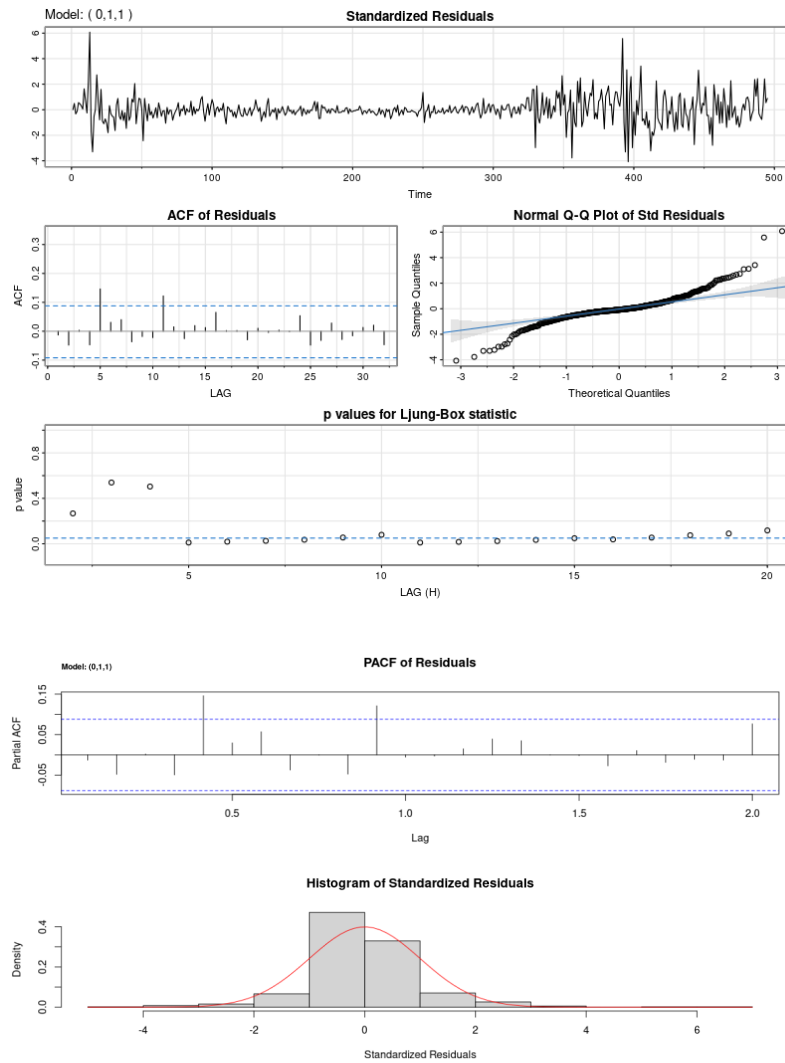 Model: ( 0,1,1 )
Standardized Residuals
6
4
2
0
-2
-4
0 100 200 300 400 500
Time
ACF of Residuals
ACF
0.3
0.2
0.1
0.0
-0.1
0 5 10 15 20 25 30
LAG
Normal Q-Q Plot of Std Residuals
Sample Quantiles
6
4
2
0
-2
-4
-3 -2 -1 0 1 2 3
Theoretical Quantiles
p values for Ljung-Box statistic
p value
0.8
0.4
0.0
5 10 15 20
LAG (H)
Model: (0,1,1)
PACF of Residuals
Partial ACF
0.15
0.05
-0.05
0.5 1.0 1.5 2.0
Lag
Histogram of Standardized Residuals
Density
0.4
0.2
0.0
-4 -2 0 2 4 6
Standardized Residuals